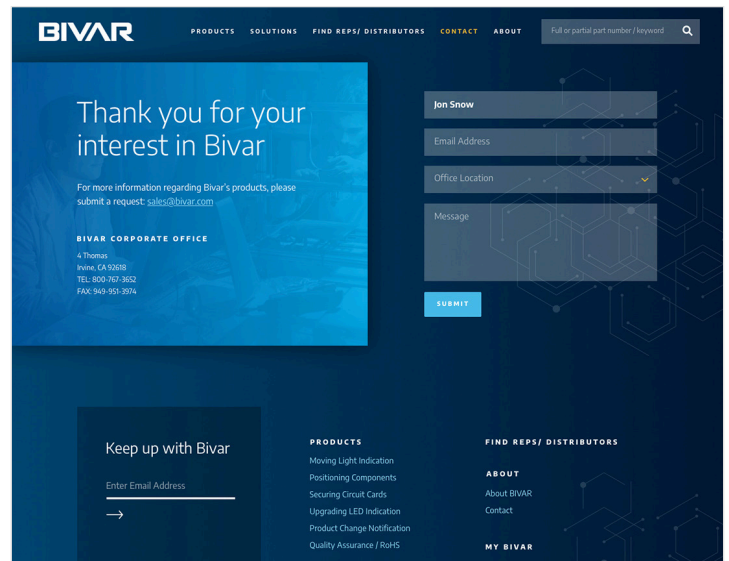 BIVAR
PRODUCTS SOLUTIONS FIND REPS/ DISTRIBUTORS CONTACT ABOUT
Full or partial part number / keyword
Thank you for your
interest in Bivar
For more information regarding Bivar's products, please
submit a request: sales@bivar.com
BIVAR CORPORATE OFFICE
4 Thomas
Irvine, CA 92618
TEL: 800-767-3652
FAX: 949-951-3974
Jon Snow
Email Address
Office Location
Message
SUBMIT
Keep up with Bivar
Enter Email Address
PRODUCTS
Moving Light Indication
Positioning Components
Securing Circuit Cards
Upgrading LED Indication
Product Change Notification
Quality Assurance / RoHS
FIND REPS/ DISTRIBUTORS
ABOUT
About BIVAR
Contact
MY BIVAR